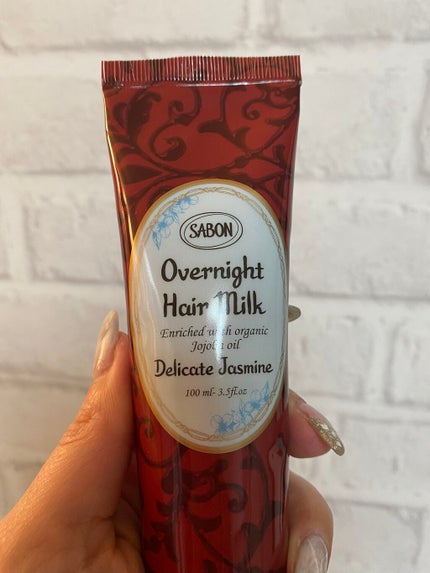 SABON
Overnight
Hair Milk
Enriched with organic
Jojoba oil
Delicate Jasmine
100 ml- 3.5fl.oz